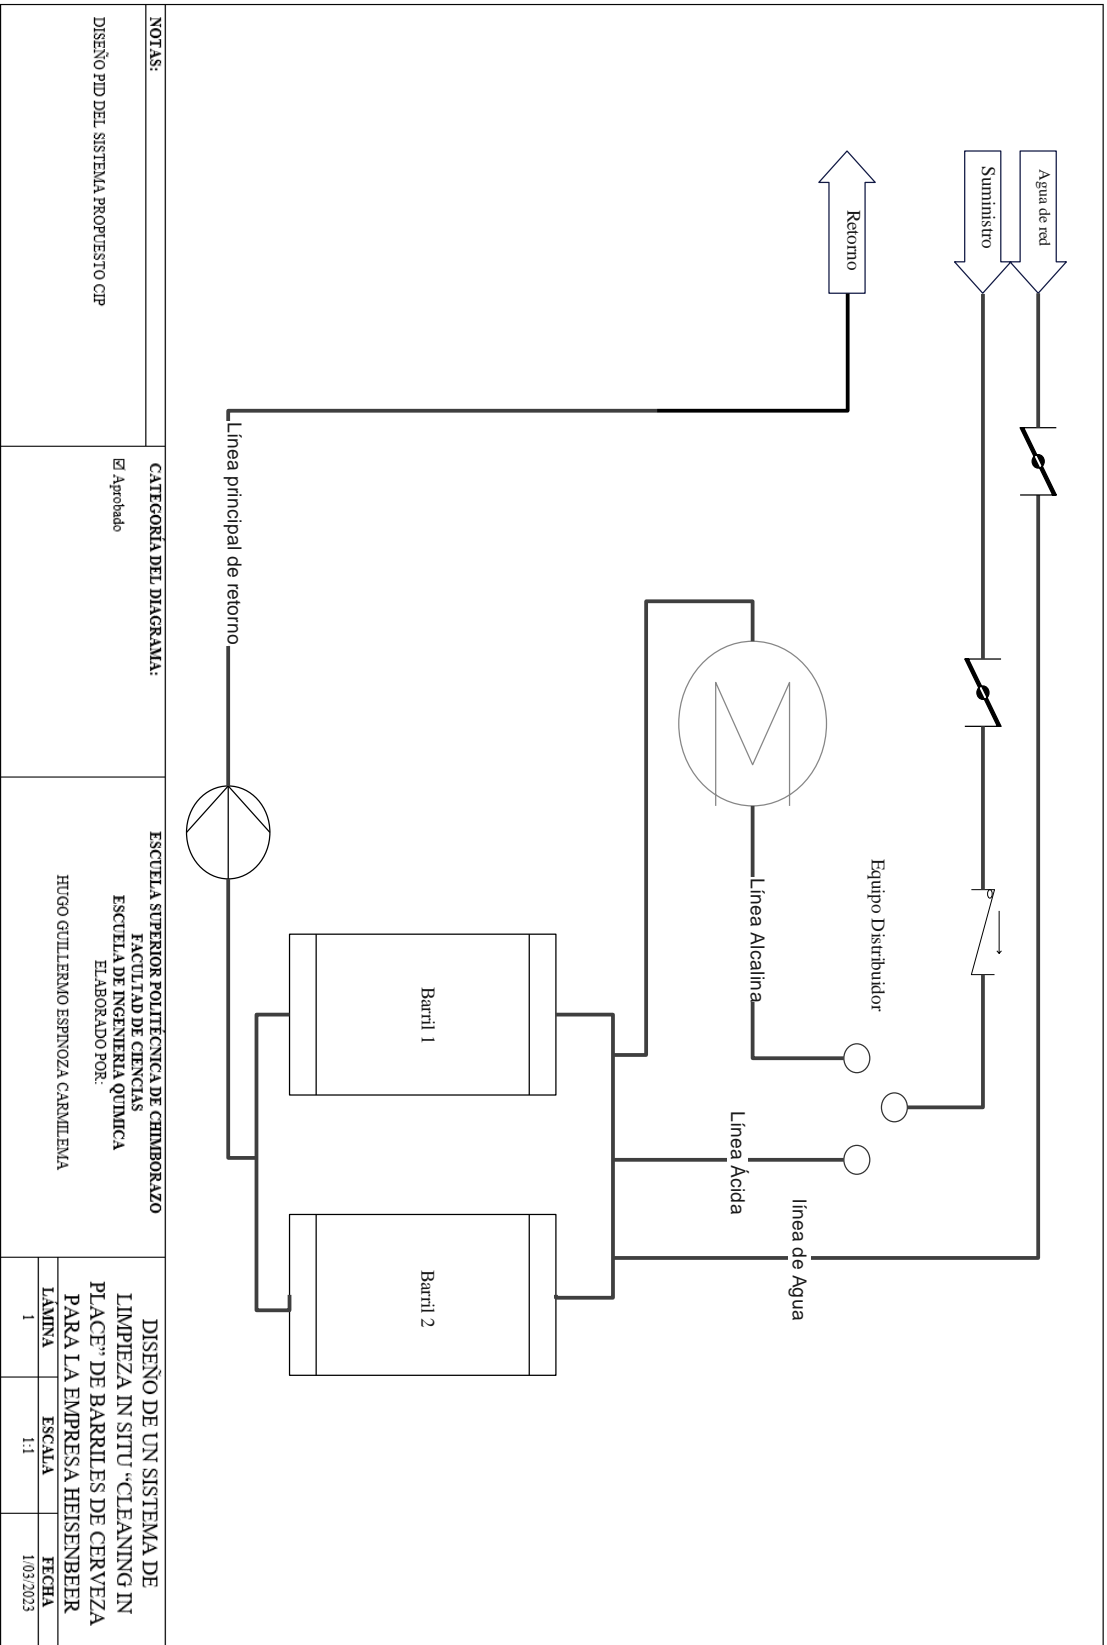 Agua de red
Suministro
Retorno
Equipo Distribuidor
línea de Agua
Línea Alcalina
Línea Ácida
Barril 1
Barril 2
Línea principal de retorno
NOTAS:
DISEÑO PID DEL SISTEMA PROPUESTO CIP
CATEGORÍA DEL DIAGRAMA:
☑ Aprobado
ESCUELA SUPERIOR POLITÉCNICA DE CHIMBORAZO
FACULTAD DE CIENCIAS
ESCUELA DE INGENIERIA QUIMICA
ELABORADO POR:
HUGO GUILLERMO ESPINOZA CARMILEMA
DISEÑO DE UN SISTEMA DE
LIMPIEZA IN SITU “CLEANING IN
PLACE” DE BARRILES DE CERVEZA
PARA LA EMPRESA HEISENBEER
LÁMINA ESCALA FECHA
1 1:1 1/03/2023